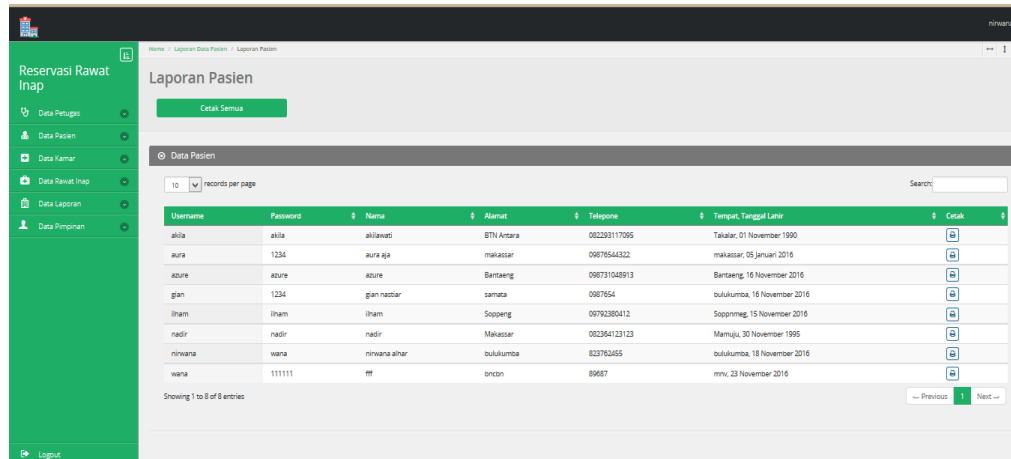 nirwana
Reservasi Rawat Inap
Data Petugas
Data Pasien
Data Kamar
Data Rawat Inap
Data Laporan
Data Pimpinan
Logout
Home / Laporan Data Pasien / Laporan Pasien
Laporan Pasien
Cetak Semua
Data Pasien
10 records per page
Search:
Username Password Nama Alamat Telepone Tempat, Tanggal Lahir Cetak
akila akila akilawati BTN Antara 082293117095 Takalar, 01 November 1990
aura 1234 aura aja makassar 09876544322 makassar, 05 Januari 2016
azure azure azure Bantaeng 098731048913 Bantaeng, 16 November 2016
gian 1234 gian nastiar samata 0987654 bulukumba, 16 November 2016
ilham ilham ilham Soppeng 09792380412 Soppnmeg, 15 November 2016
nadir nadir nadir Makassar 082364123123 Mamuju, 30 November 1995
nirwana wana nirwana alhar bulukumba 823762455 bulukumba, 18 November 2016
wana 111111 fff bncbn 89687 mnv, 23 November 2016
Showing 1 to 8 of 8 entries
← Previous 1 Next →